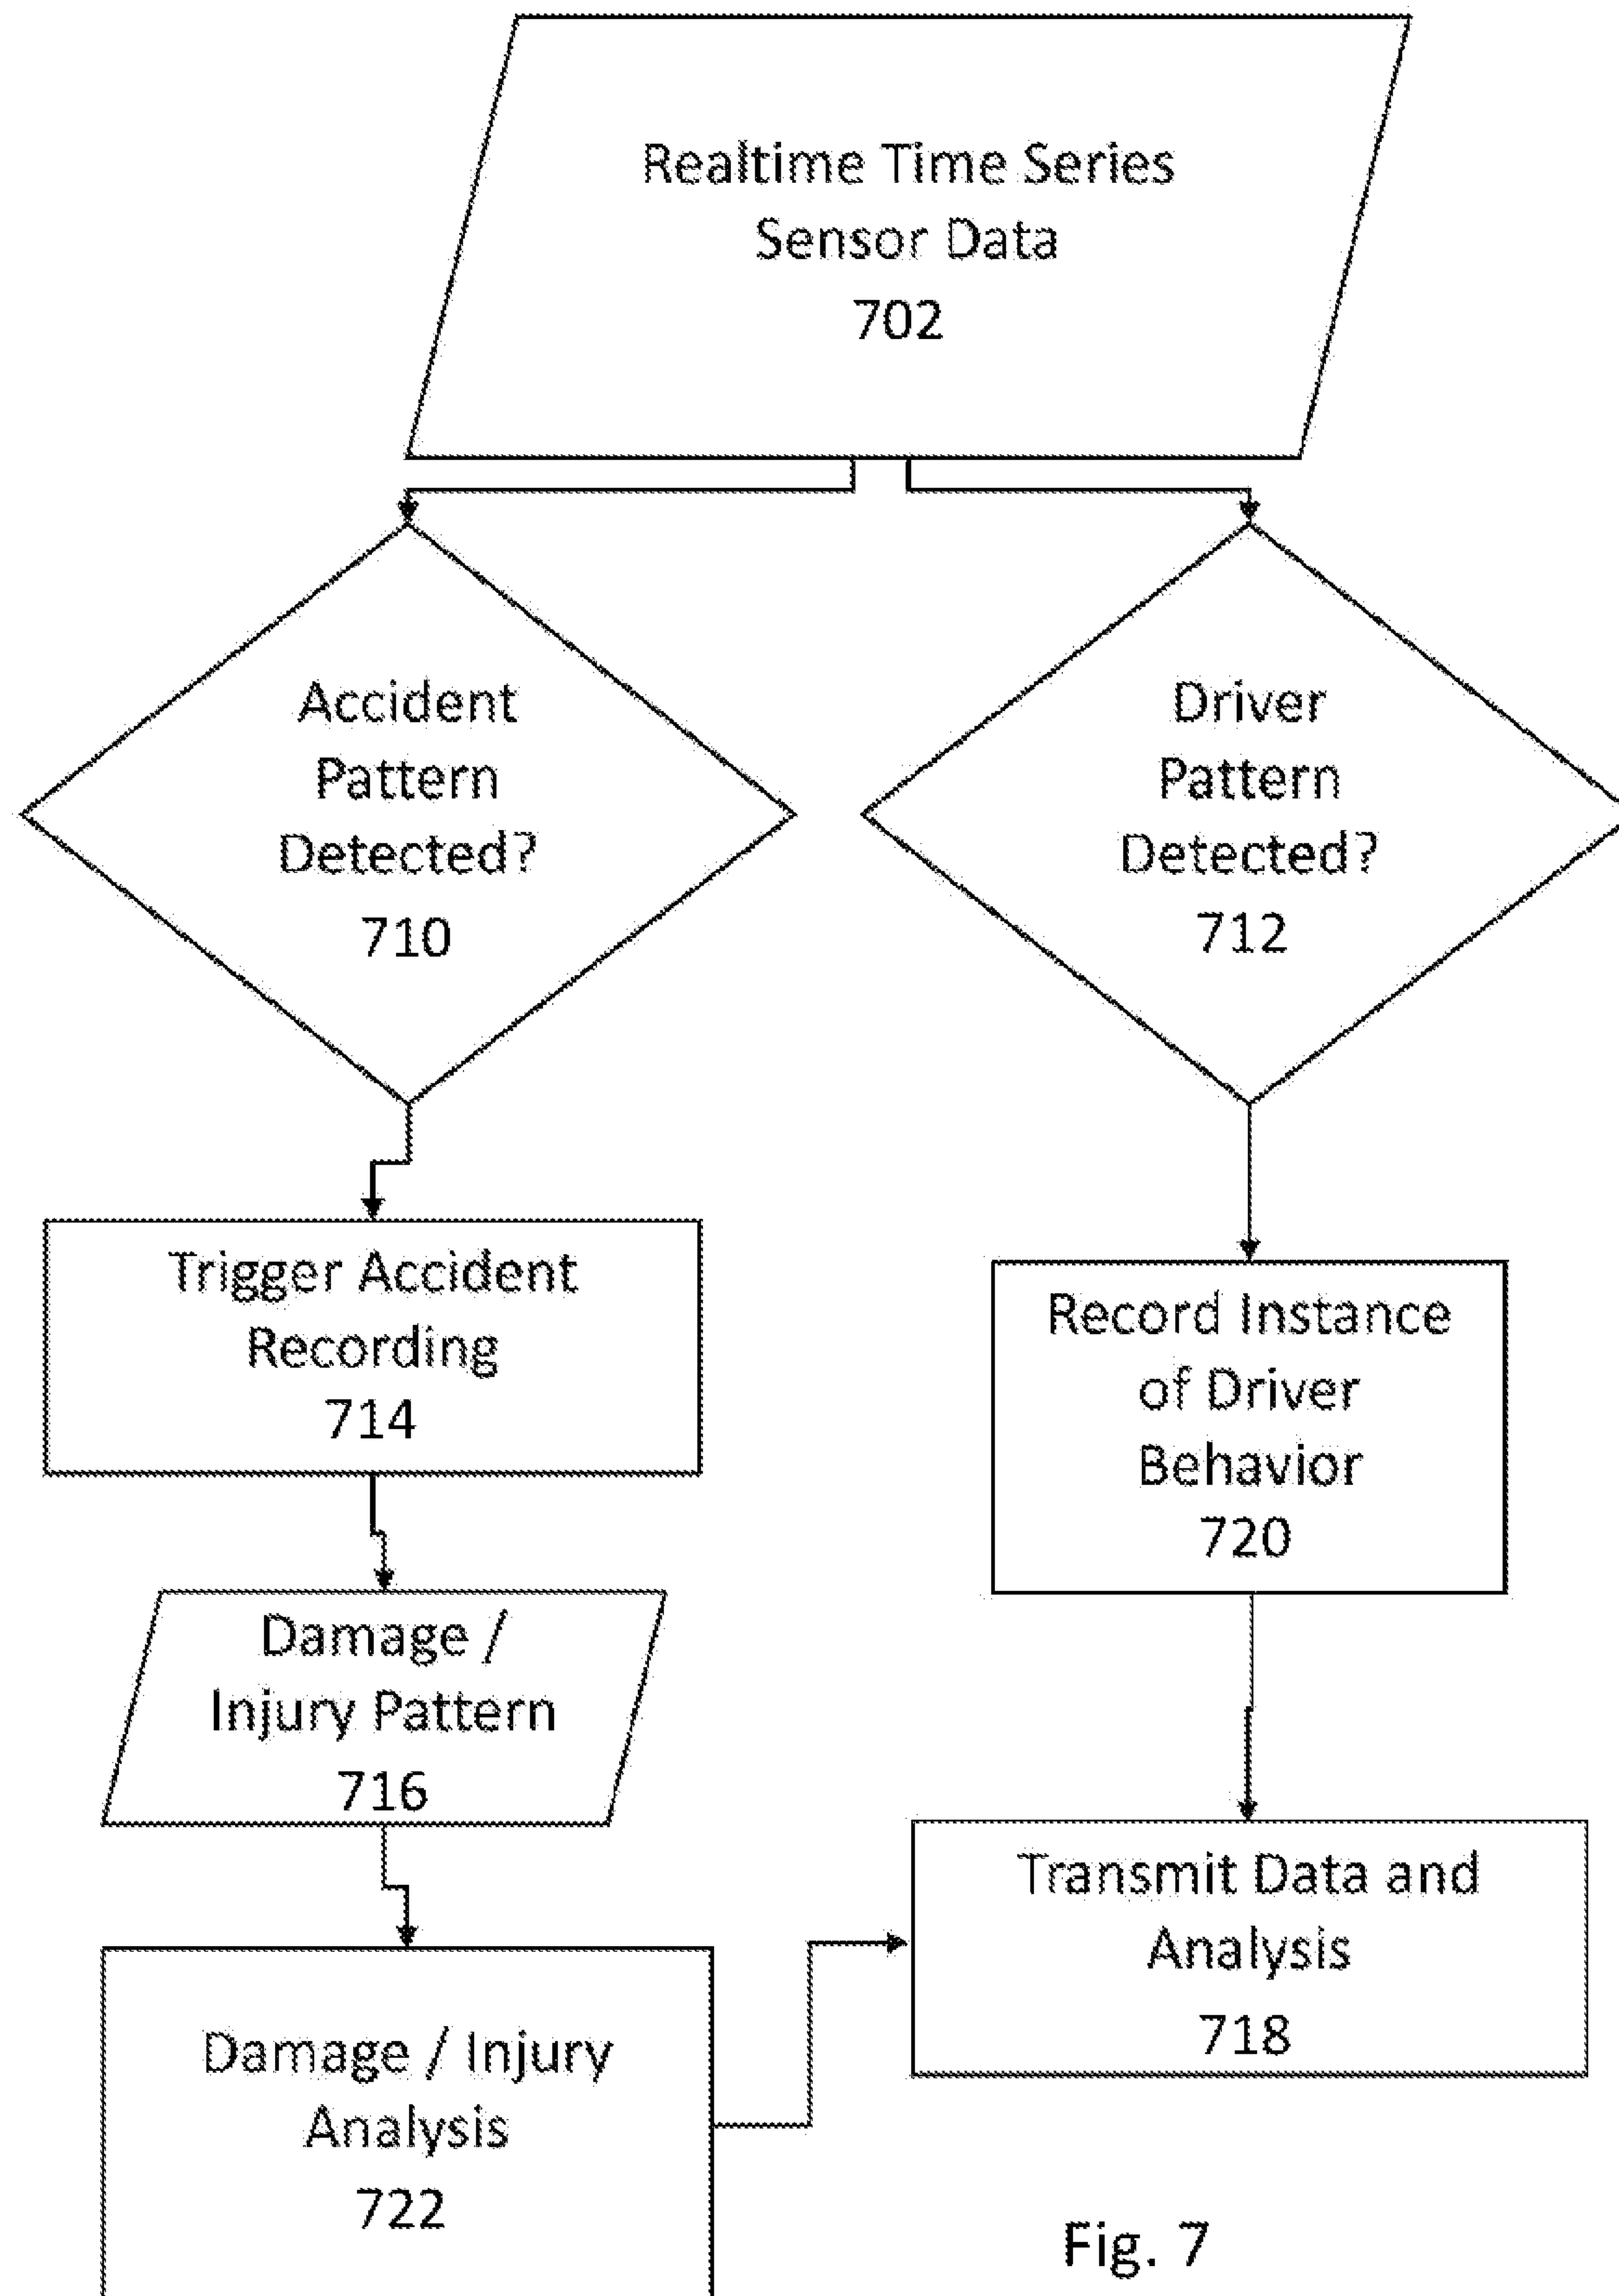 Realtime Time Series
Sensor Data
702
Accident
Pattern
Detected?
710
Driver
Pattern
Detected?
712
Trigger Accident
Recording
714
Record Instance
of Driver
Behavior
720
Damage /
Injury Pattern
716
Transmit Data and
Analysis
718
Damage / Injury
Analysis
722
Fig. 7